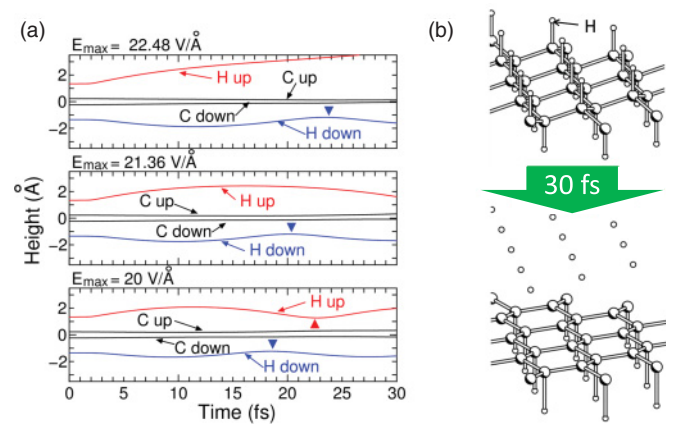 (a)
E_max = 22.48 V/Å
2
0
−2
H up
C up
C down
H down
E_max = 21.36 V/Å
2
0
−2
H up
C up
C down
H down
E_max = 20 V/Å
2
0
−2
H up
C up
C down
H down
0 5 10 15 20 25 30
Time (fs)
Height (Å)
(b)
H
30 fs